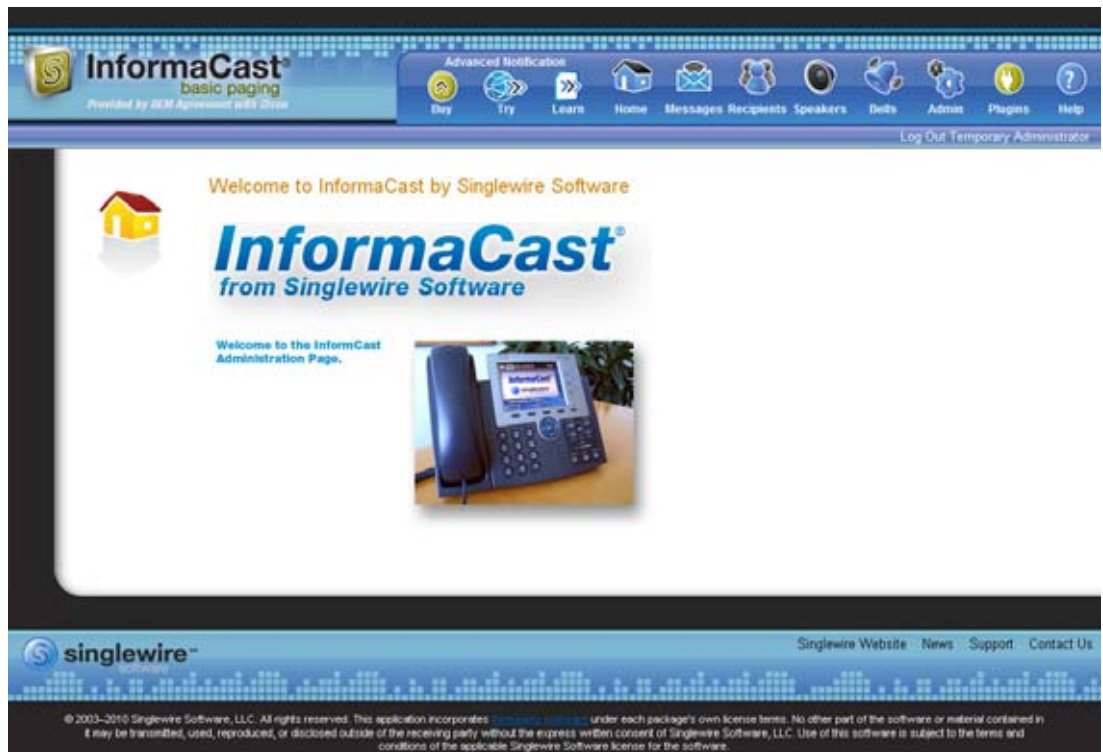 InformaCast®
basic paging
Provided by OEM Agreement with Cisco
Advanced Notification
Buy Try Learn Home Messages Recipients Speakers Bells Admin Plugins Help
Log Out Temporary Administrator
Welcome to InformaCast by Singlewire Software
InformaCast®
from Singlewire Software
Welcome to the InformCast
Administration Page.
InformaCast
singlewire
singlewire™
software
Singlewire Website News Support Contact Us
© 2003–2010 Singlewire Software, LLC. All rights reserved. This application incorporates third-party software under each package's own license terms. No other part of the software or material contained in
it may be transmitted, used, reproduced, or disclosed outside of the receiving party without the express written consent of Singlewire Software, LLC. Use of this software is subject to the terms and
conditions of the applicable Singlewire Software license for the software.